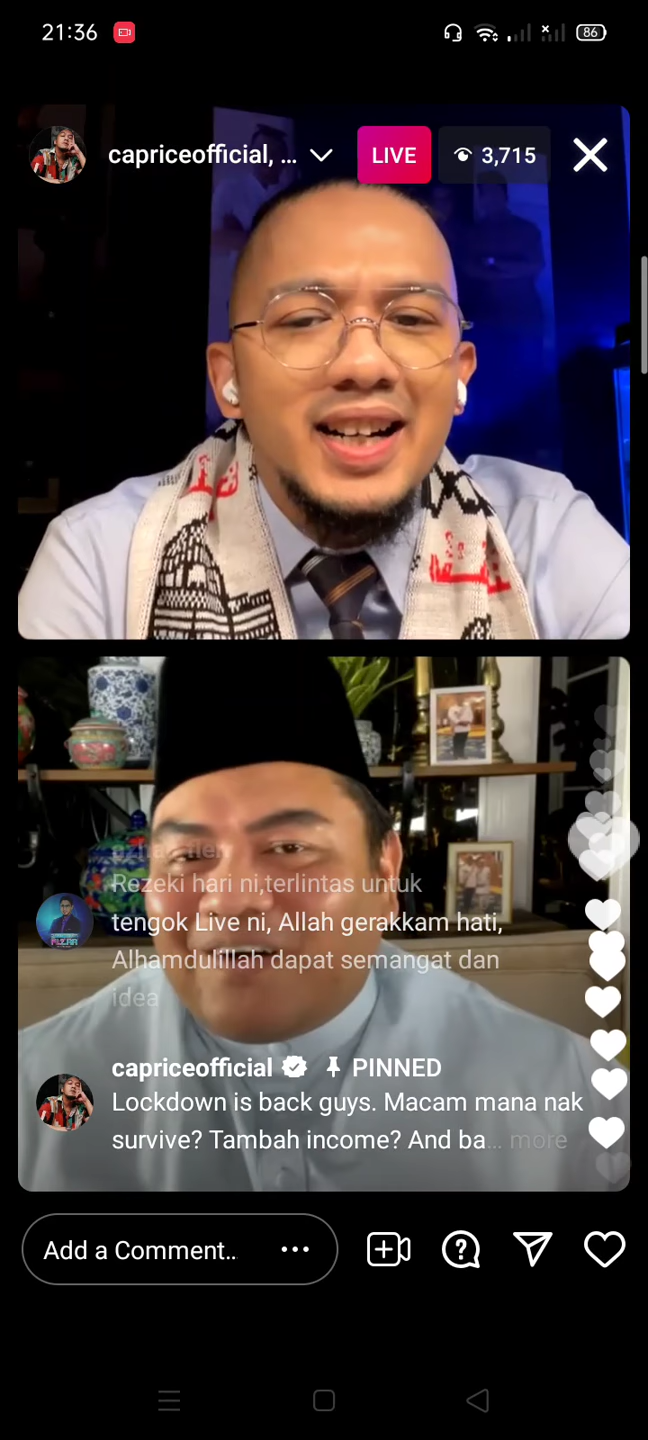 21:36
86
capriceofficial, ...
LIVE
3,715
Rezeki hari ni,terlintas untuk
tengok Live ni, Allah gerakkam hati,
Alhamdulillah dapat semangat dan
idea
capriceofficial PINNED
Lockdown is back guys. Macam mana nak
survive? Tambah income? And ba... more
Add a Comment..